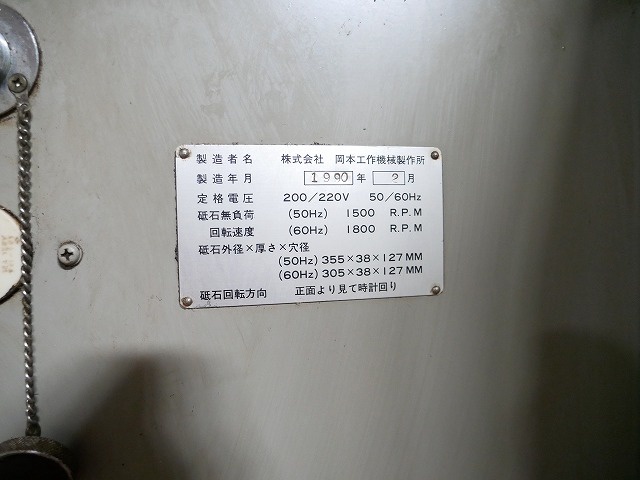 製造者名 株式会社 岡本工作機械製作所
製造年月 1990年 2月
定格電圧 200/220V 50/60Hz
砥石無負荷 (50Hz) 1500 R.P.M
回転速度 (60Hz) 1800 R.P.M
砥石外径×厚さ×穴径
(50Hz) 355×38×127MM
(60Hz) 305×38×127MM
砥石回転方向 正面より見て時計回り